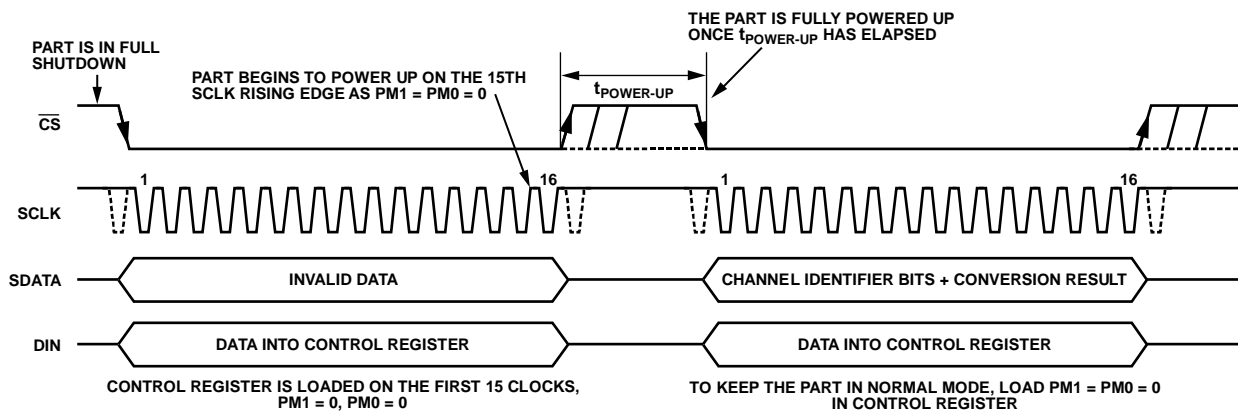 THE PART IS FULLY POWERED UP
ONCE tPOWER-UP HAS ELAPSED
PART IS IN FULL
SHUTDOWN
PART BEGINS TO POWER UP ON THE 15TH
SCLK RISING EDGE AS PM1 = PM0 = 0
tPOWER-UP
CS
1
16
1
16
SCLK
SDATA
INVALID DATA
CHANNEL IDENTIFIER BITS + CONVERSION RESULT
DIN
DATA INTO CONTROL REGISTER
DATA INTO CONTROL REGISTER
CONTROL REGISTER IS LOADED ON THE FIRST 15 CLOCKS,
PM1 = 0, PM0 = 0
TO KEEP THE PART IN NORMAL MODE, LOAD PM1 = PM0 = 0
IN CONTROL REGISTER